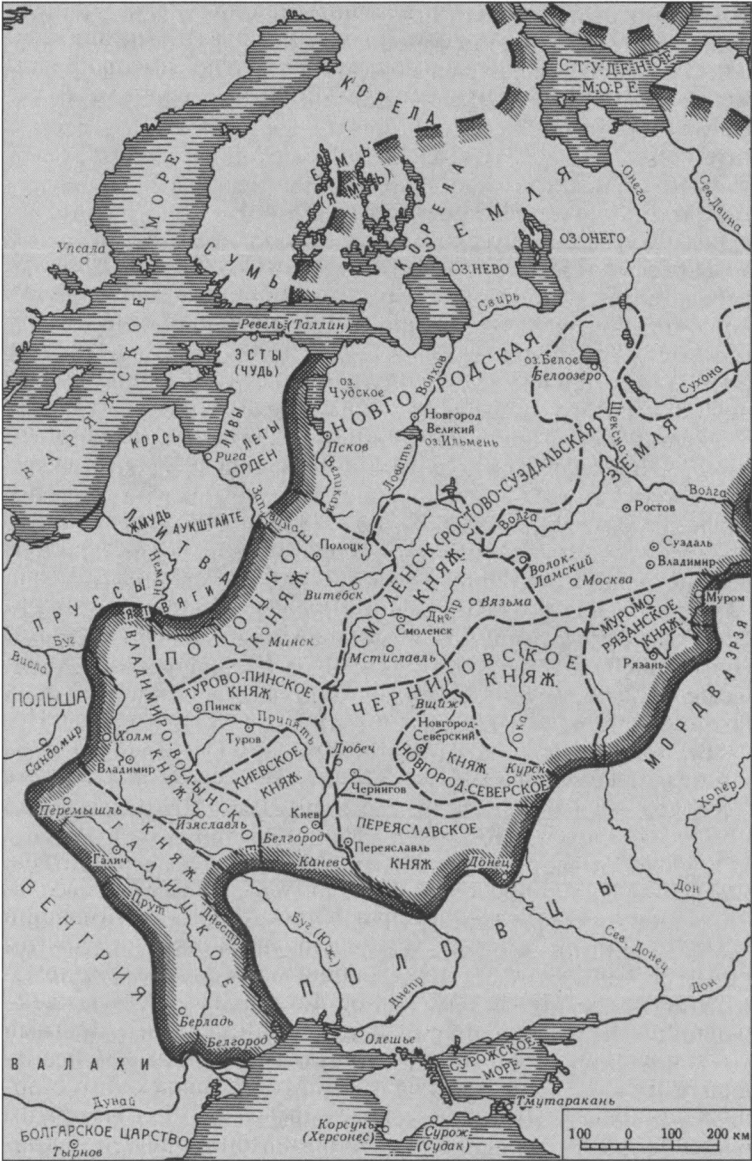 СТУДЕНОЕ
МОРЕ
КОРЕЛА
ЕМЬ
(ЯМЬ)
КОРЕЛА
ЗЕМЛЯ
Онега
Сев. Двина
ВАРЯЖСКОЕ МОРЕ
Упсала
СУМЬ
ОЗ. НЕВО
ОЗ. ОНЕГО
Свирь
Ревель (Таллин)
ЭСТЫ
(ЧУДЬ)
оз.
Чудское
Волхов
НОВГОРОДСКАЯ
оз. Белое
Белоозеро
Сухона
Шексна
Новгород
Великий
оз. Ильмень
КОРСЬ
ЛИВЫ
ЛЕТЫ
ОРДЕН
Рига
Псков
Великая
Ловать
РОСТОВО-СУЗДАЛЬСКАЯ
ЗЕМЛЯ
Волга
Волга
Ростов
Суздаль
Владимир
ЖМУДЬ
АУКШТАЙТЕ
ЛИТВА
Неман
Зап. Двина
Полоцк
Витебск
ПОЛОЦКОЕ
КНЯЖ.
Минск
СМОЛЕНСК.
КНЯЖ.
Волок-
Ламский
Москва
Вязьма
Днепр
Смоленск
Мстиславль
Муром
МУРОМО-
РЯЗАНСКОЕ
КНЯЖ.
Рязань
ПРУССЫ
ЯТВЯГИ
Буг
Висла
ПОЛЬША
Сандомир
ТУРОВО-ПИНСКОЕ
КНЯЖ.
Пинск
Припять
Туров
ЧЕРНИГОВСКОЕ
КНЯЖ.
Вщиж
Новгород-
Северский
Ока
КНЯЖ.
НОВГОРОД-СЕВЕРСКОЕ
Курск
МОРДВА
ЭРЗЯ
Хопер
Дон
ВЛАДИМИРО-ВОЛЫНСКОЕ
КНЯЖ.
Холм
Владимир
Изяславль
КИЕВСКОЕ
КНЯЖ.
Любеч
Чернигов
Киев
Белгород
Канев
ПЕРЕЯСЛАВСКОЕ
Переяславль
КНЯЖ.
Донец
Перемышль
ГАЛИЦКОЕ
КНЯЖ.
Галич
Прут
Днестр
ВЕНГРИЯ
Буг (Юж.)
ПОЛОВЦЫ
Днепр
Сев. Донец
Дон
Берладь
Белгород
Олешье
СУРОЖСКОЕ
МОРЕ
ВАЛАХИ
Дунай
Тмутаракань
БОЛГАРСКОЕ ЦАРСТВО
Тырнов
Корсунь
(Херсонес)
Сурож
(Судак)
100 0 100 200 км